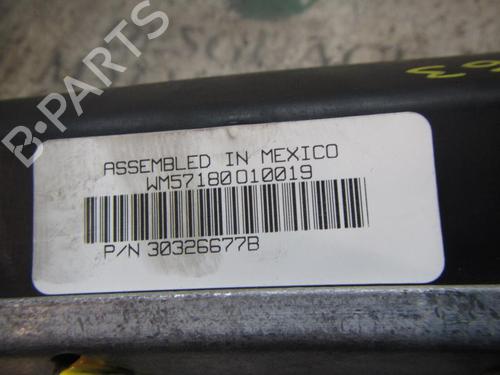 B-PARTS
ASSEMBLED IN MEXICO
WM57180010019
P/N 30326677B